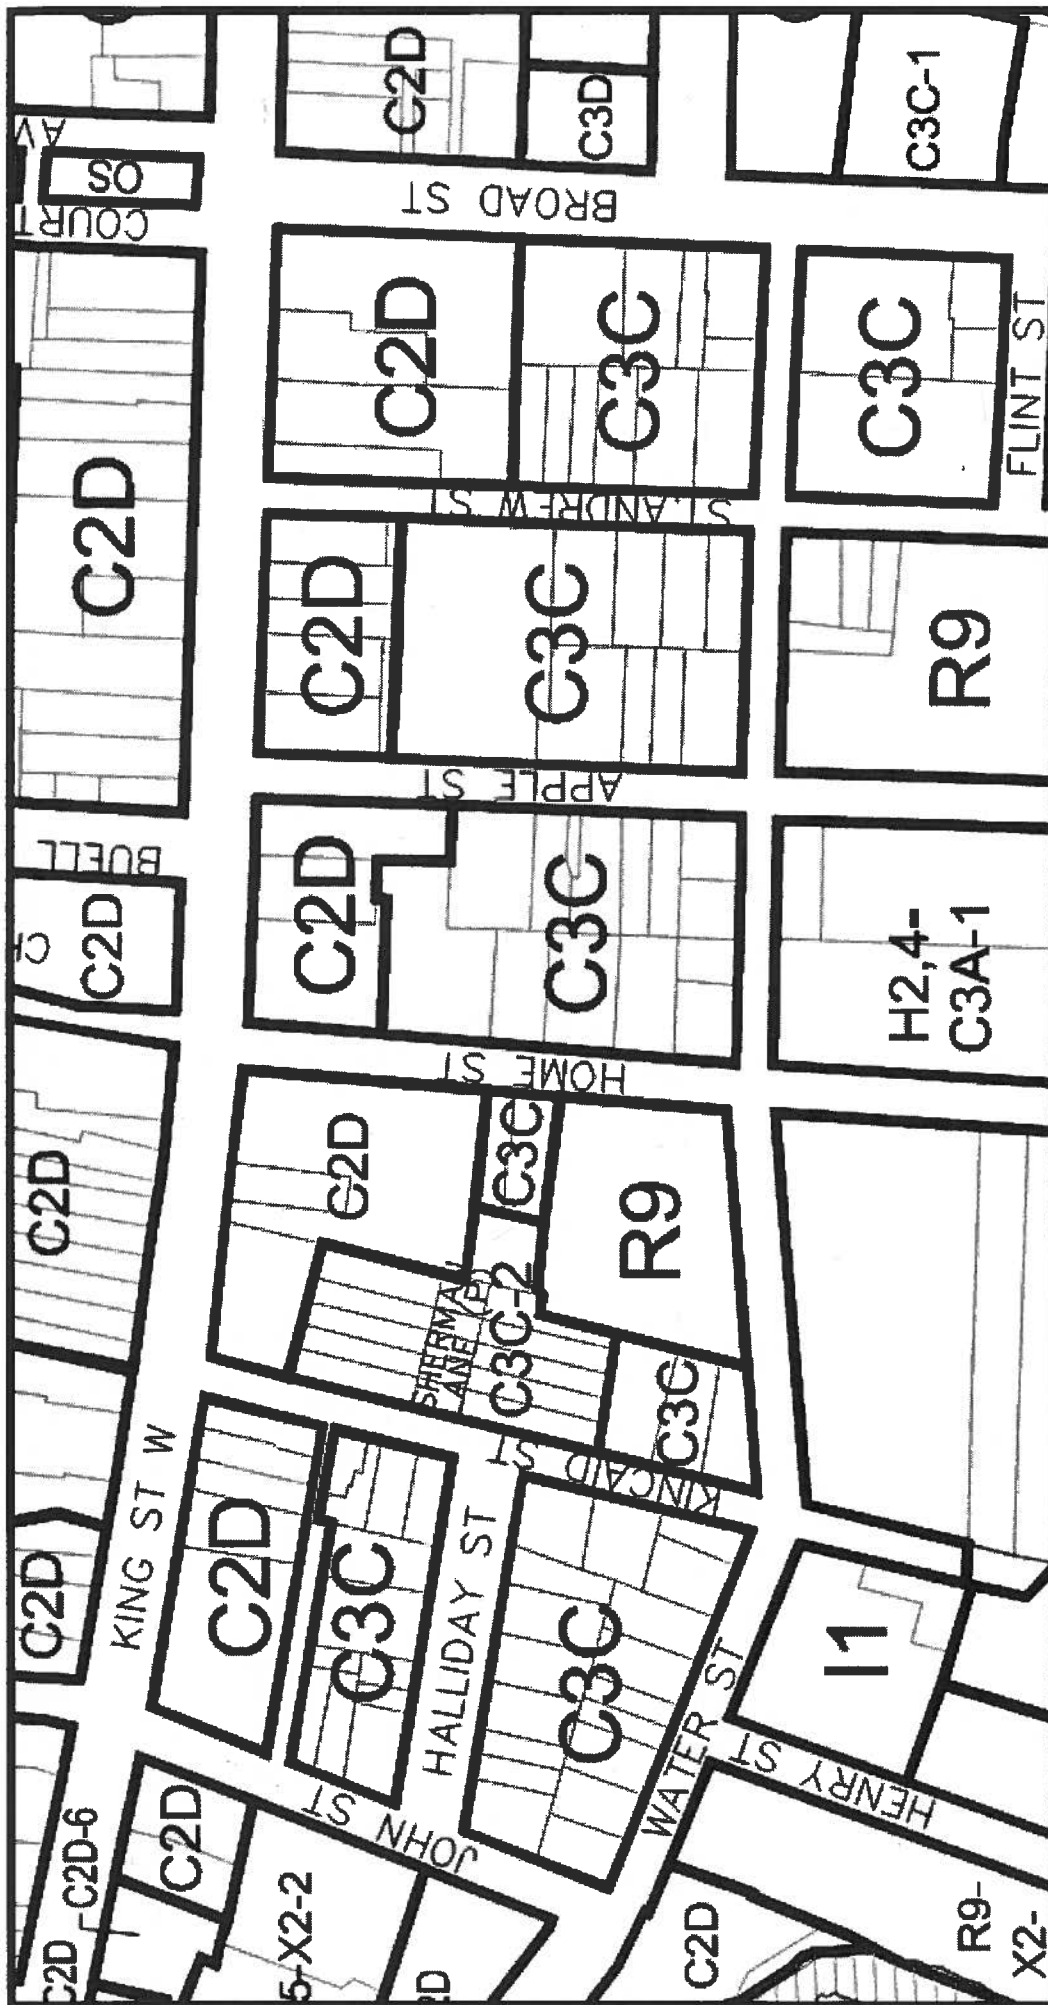 C2D
C3D
C3C-1
AV
OS
COURT
BROAD ST
C2D
C3C
C3C
FLINT ST
C2D
ST.ANDREW ST
C2D
C3C
R9
APPLE ST
BUELL
C2D
C2D
C3C
H2,4-
C3A-1
HOME ST
C2D
C2D
C3C
R9
C3C-2
C3C
KINCAID ST
KING ST W
C2D
C2D
C3C
HALLIDAY ST
C3C
WATER ST
I1
HENRY ST
JOHN ST
C2D-6
C2D
C2D
5-X2-2
C2D
R9-
X2-